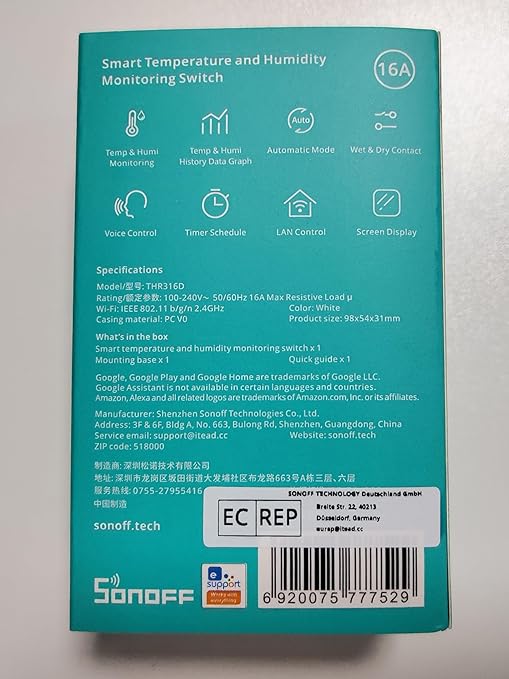 Smart Temperature and Humidity
Monitoring Switch
16A
Temp & Humi
Monitoring
Temp & Humi
History Data Graph
Auto
Automatic Mode
Wet & Dry Contact
Voice Control
Timer Schedule
LAN Control
Screen Display
Specifications
Model/型号: THR316D
Rating/额定参数: 100-240V~ 50/60Hz 16A Max Resistive Load μ
Wi-Fi: IEEE 802.11 b/g/n 2.4GHz
Color: White
Casing material: PC V0
Product size: 98x54x31mm
What's in the box
Smart temperature and humidity monitoring switch x 1
Mounting base x 1
Quick guide x 1
Google, Google Play and Google Home are trademarks of Google LLC.
Google Assistant is not available in certain languages and countries.
Amazon, Alexa and all related logos are trademarks of Amazon.com, Inc. or its affiliates.
Manufacturer: Shenzhen Sonoff Technologies Co., Ltd.
Address: 3F & 6F, Bldg A, No. 663, Bulong Rd, Shenzhen, Guangdong, China
Service email: support@itead.cc
Website: sonoff.tech
ZIP code: 518000
制造商: 深圳松诺技术有限公司
地址: 深圳市龙岗区坂田街道大发埔社区布龙路663号A栋三层、六层
服务热线: 0755-27955416
中国制造
sonoff.tech
EC REP
SONOFF TECHNOLOGY Deutschland GmbH
Breite Str. 22, 40213
Düsseldorf, Germany
eurep@itead.cc
SONOFF
e
support
Works with
everything
6 920075 777529